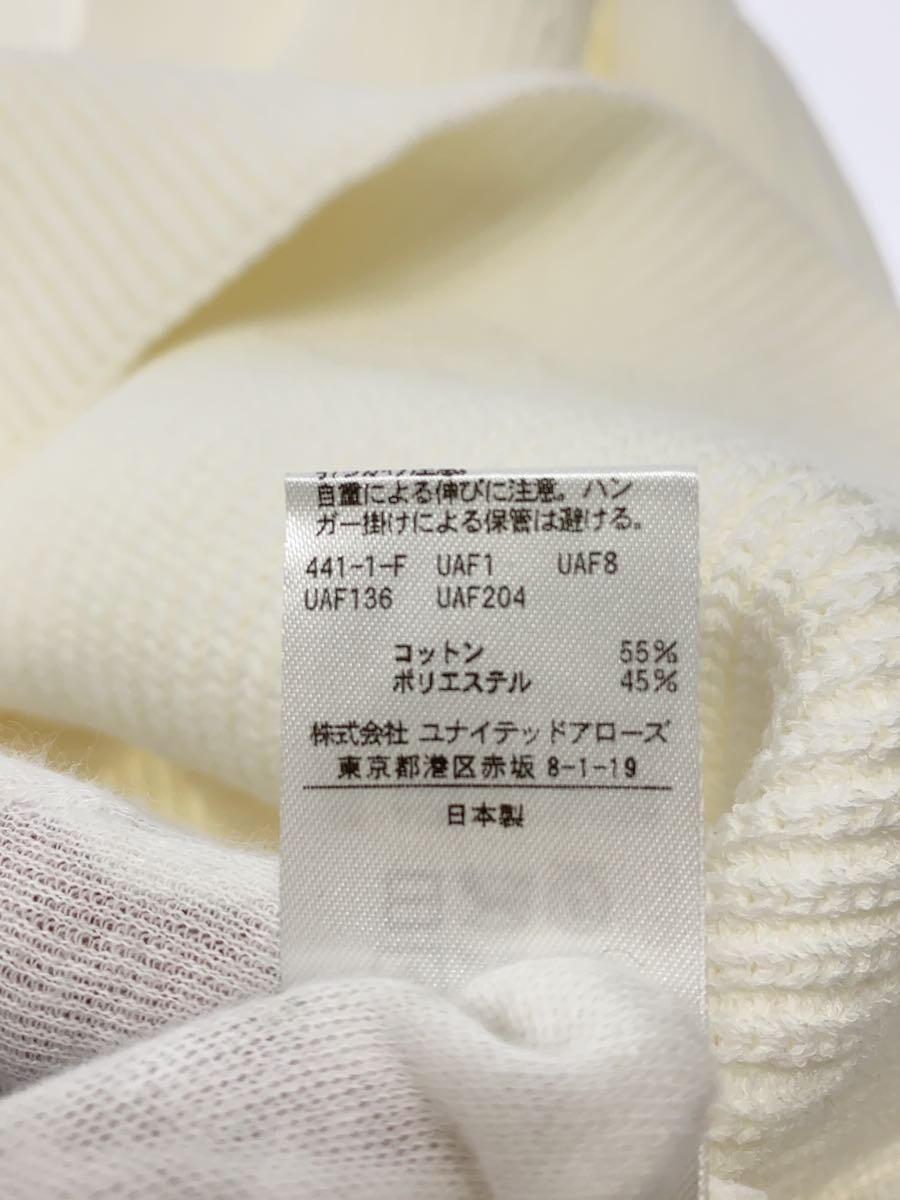 自重による伸びに注意。ハン
ガー掛けによる保管は避ける。
441-1-F UAF1 UAF8
UAF136 UAF204
コットン 55%
ポリエステル 45%
株式会社 ユナイテッドアローズ
東京都港区赤坂 8-1-19
日本製